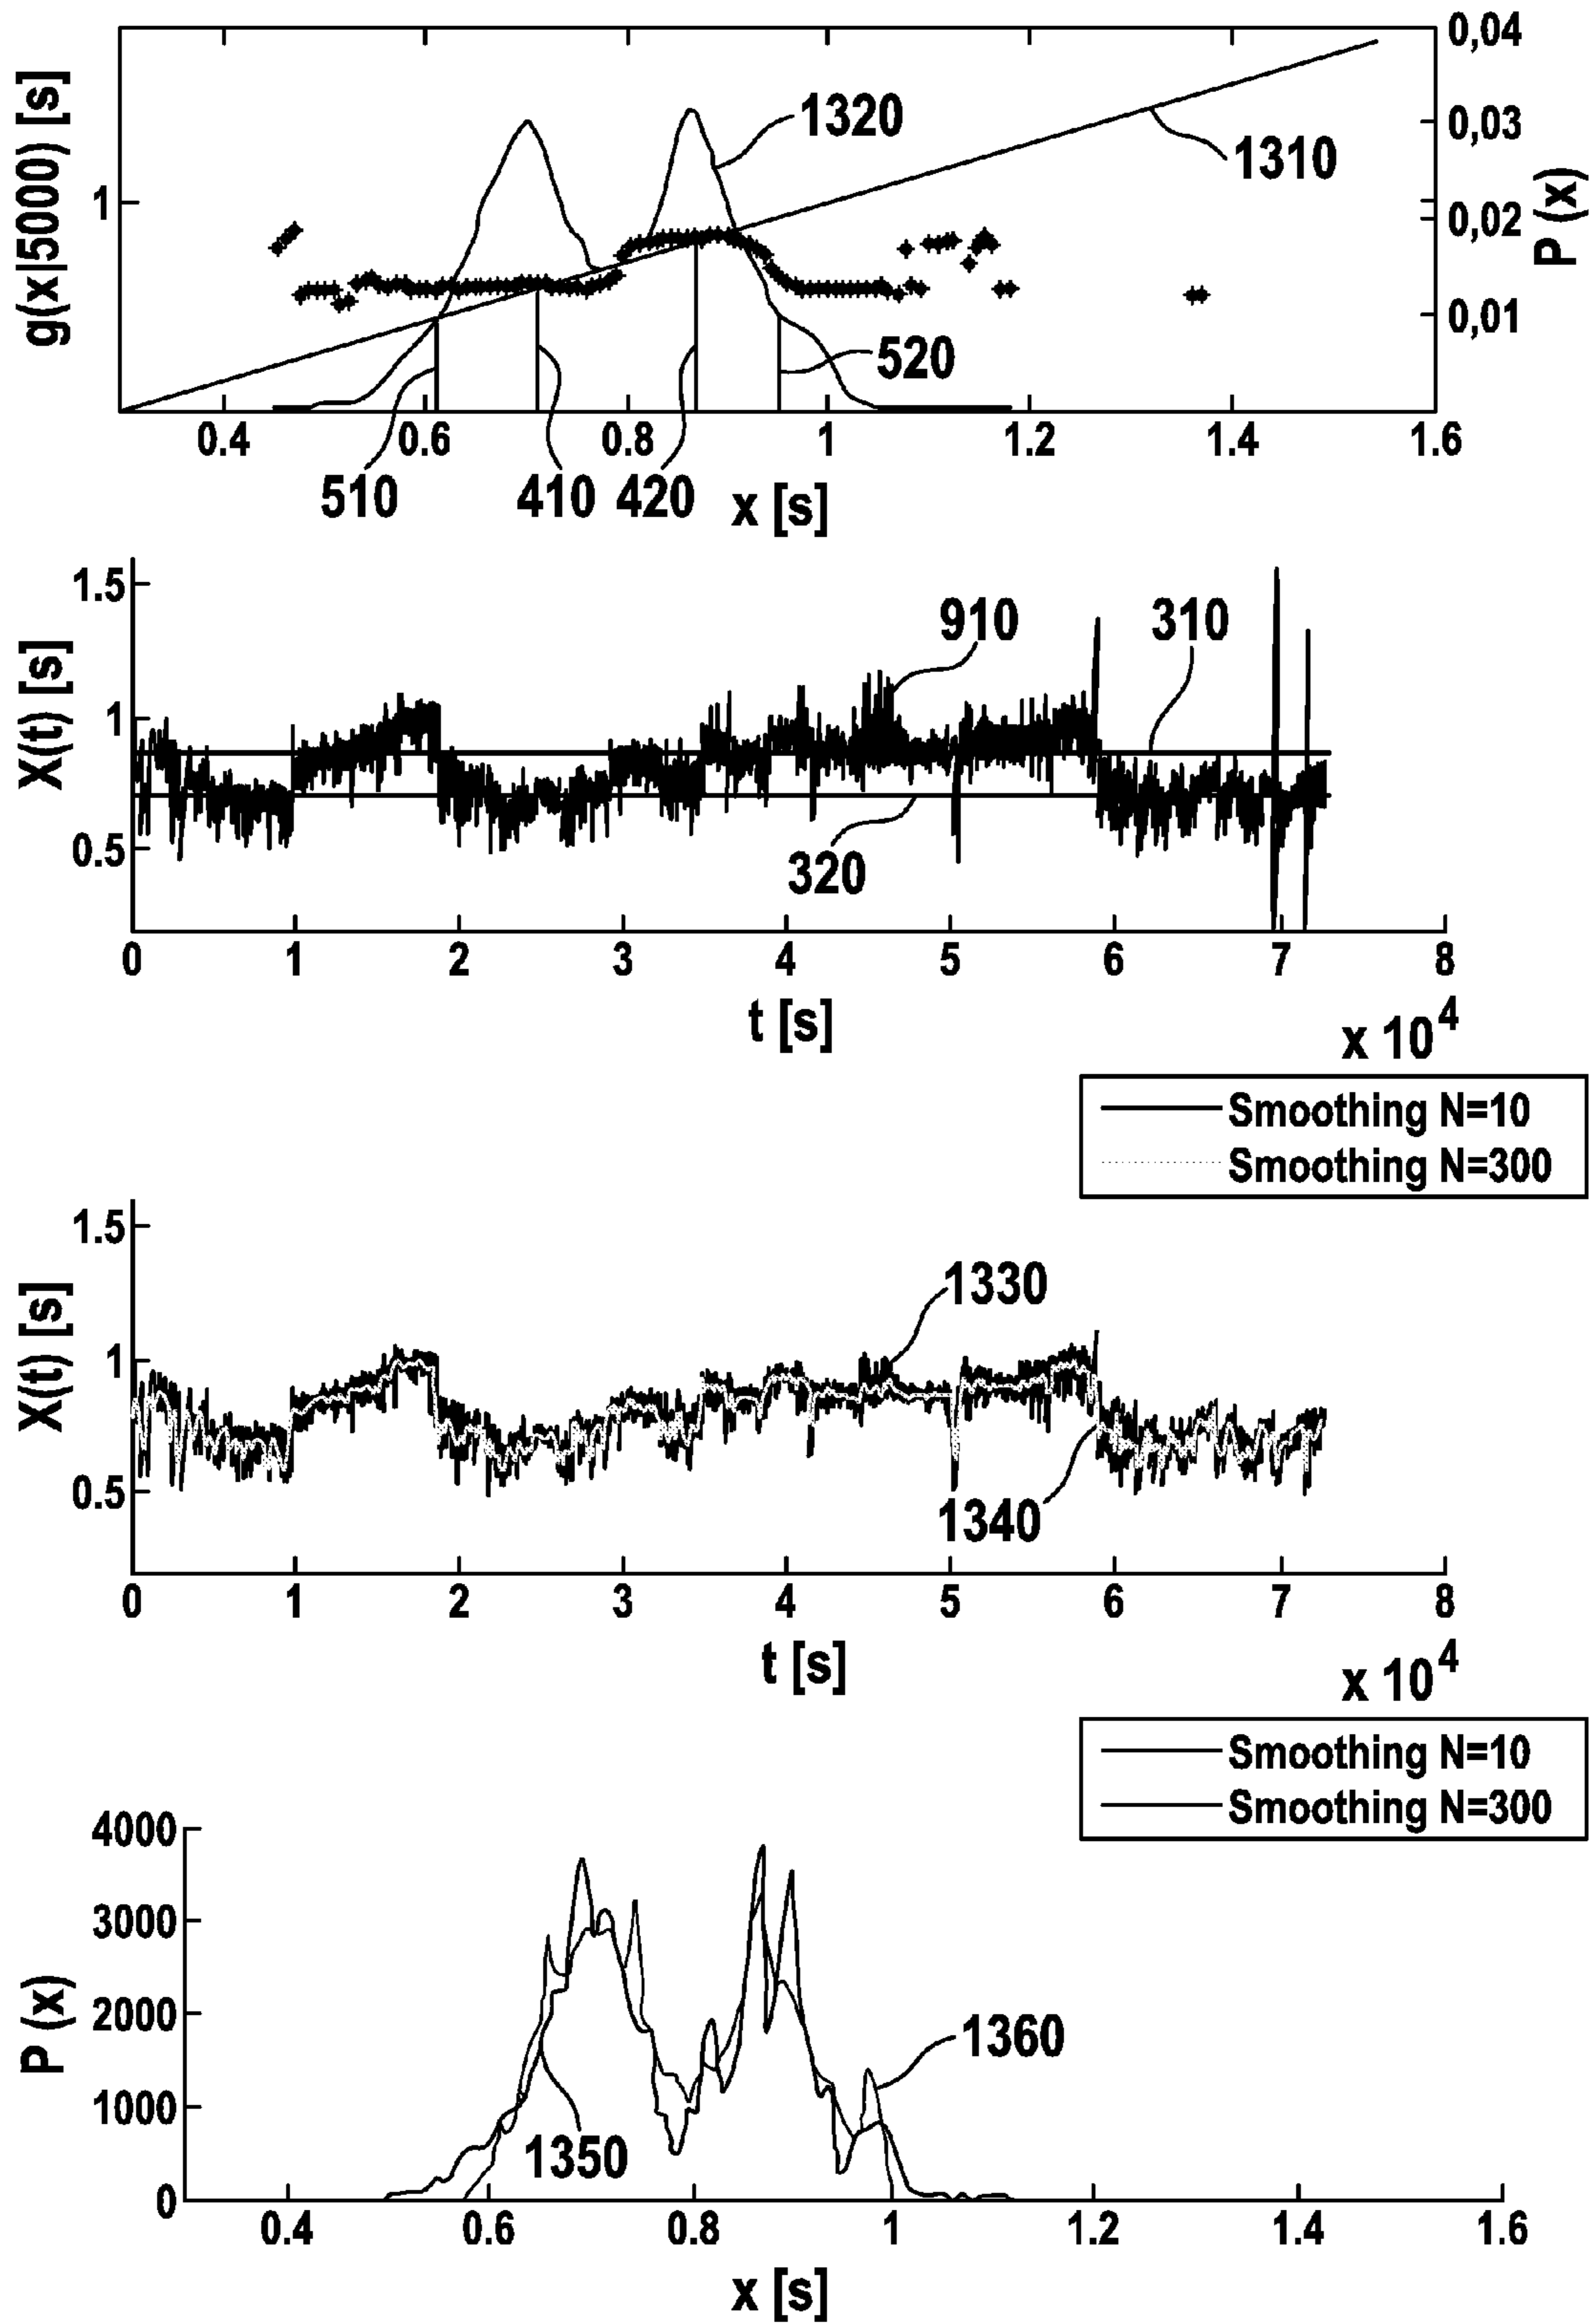 g(x|5000) [s]
1
0,04
0,03
0,02
0,01
P (x)
1320
1310
520
0.4 0.6 0.8 1 1.2 1.4 1.6
510 410 420
x [s]
X(t) [s]
1.5
1
0.5
910 310
320
0 1 2 3 4 5 6 7 8
t [s]
x 10^4
Smoothing N=10
Smoothing N=300
X(t) [s]
1.5
1
0.5
1330
1340
0 1 2 3 4 5 6 7 8
t [s]
x 10^4
Smoothing N=10
Smoothing N=300
P (x)
4000
3000
2000
1000
0
1360
1350
0.4 0.6 0.8 1 1.2 1.4 1.6
x [s]